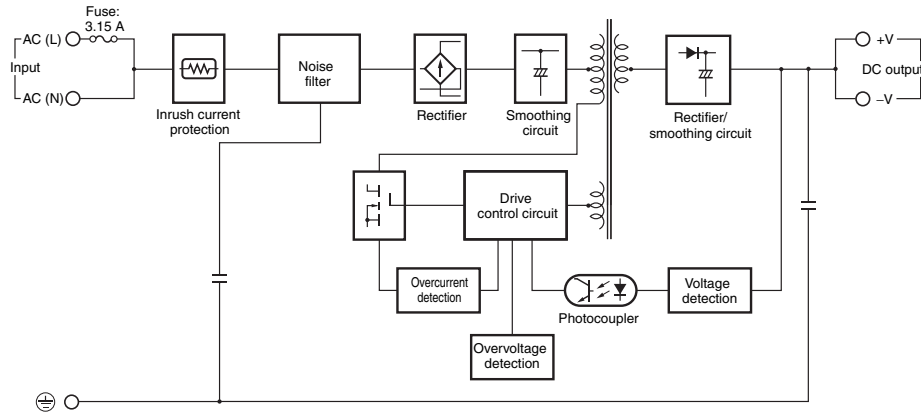 Fuse:
3.15 A
AC (L)
Input
AC (N)
Inrush current
protection
Noise
filter
Rectifier
Smoothing
circuit
Rectifier/
smoothing circuit
+V
DC output
–V
Drive
control circuit
Overcurrent
detection
Overvoltage
detection
Photocoupler
Voltage
detection